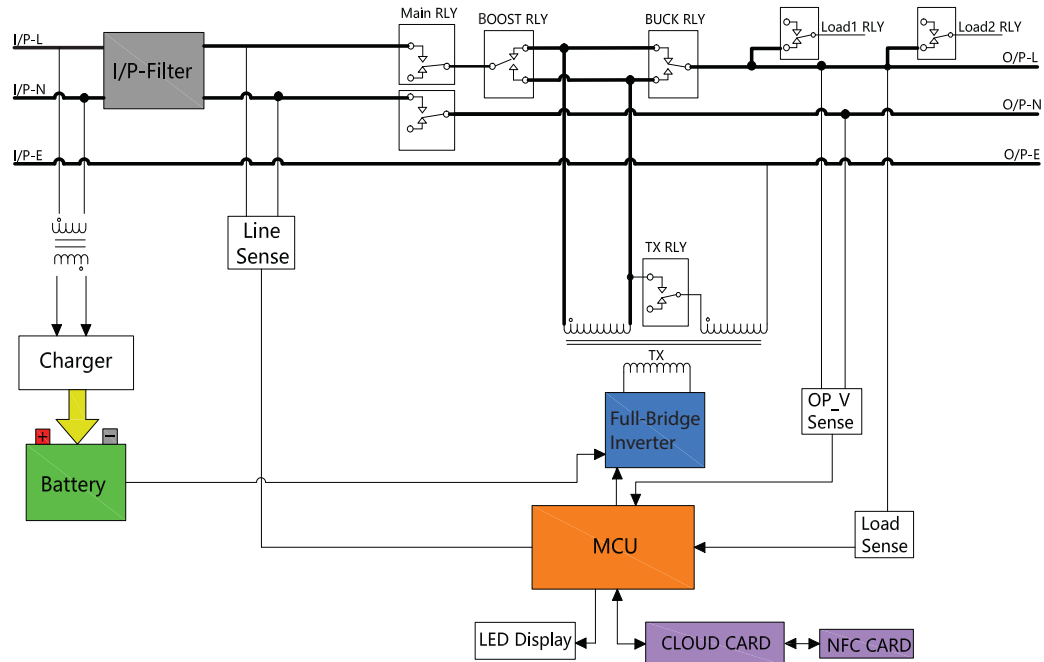 Main RLY
BOOST RLY
BUCK RLY
Load1 RLY
Load2 RLY
I/P-L
I/P-Filter
O/P-L
I/P-N
O/P-N
I/P-E
O/P-E
Line
Sense
TX RLY
Charger
TX
Full-Bridge
Inverter
OP_V
Sense
+
−
Battery
MCU
Load
Sense
LED Display
CLOUD CARD
NFC CARD